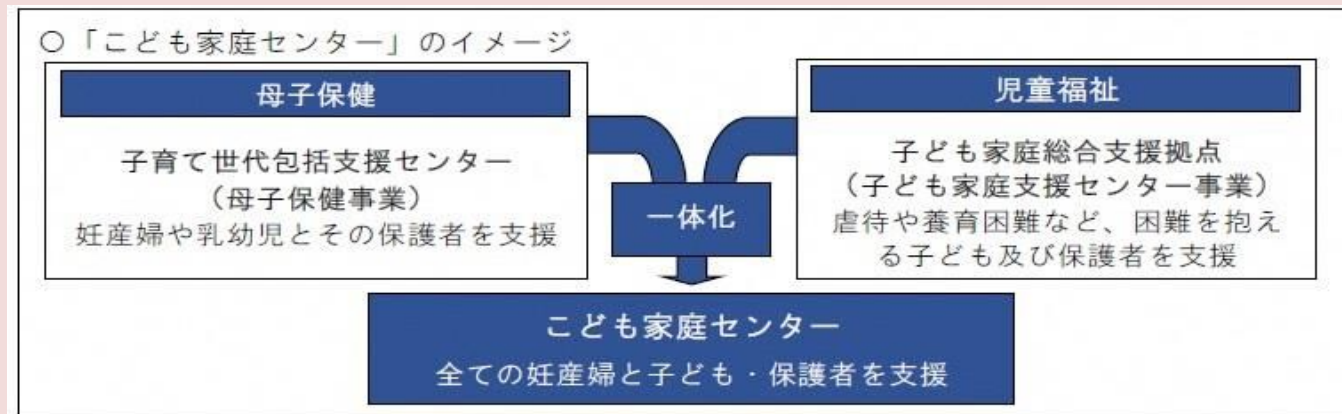 ○「こども家庭センター」のイメージ
母子保健
子育て世代包括支援センター
（母子保健事業）
妊産婦や乳幼児とその保護者を支援
児童福祉
子ども家庭総合支援拠点
（子ども家庭支援センター事業）
虐待や養育困難など、困難を抱え
る子ども及び保護者を支援
一体化
こども家庭センター
全ての妊産婦と子ども・保護者を支援